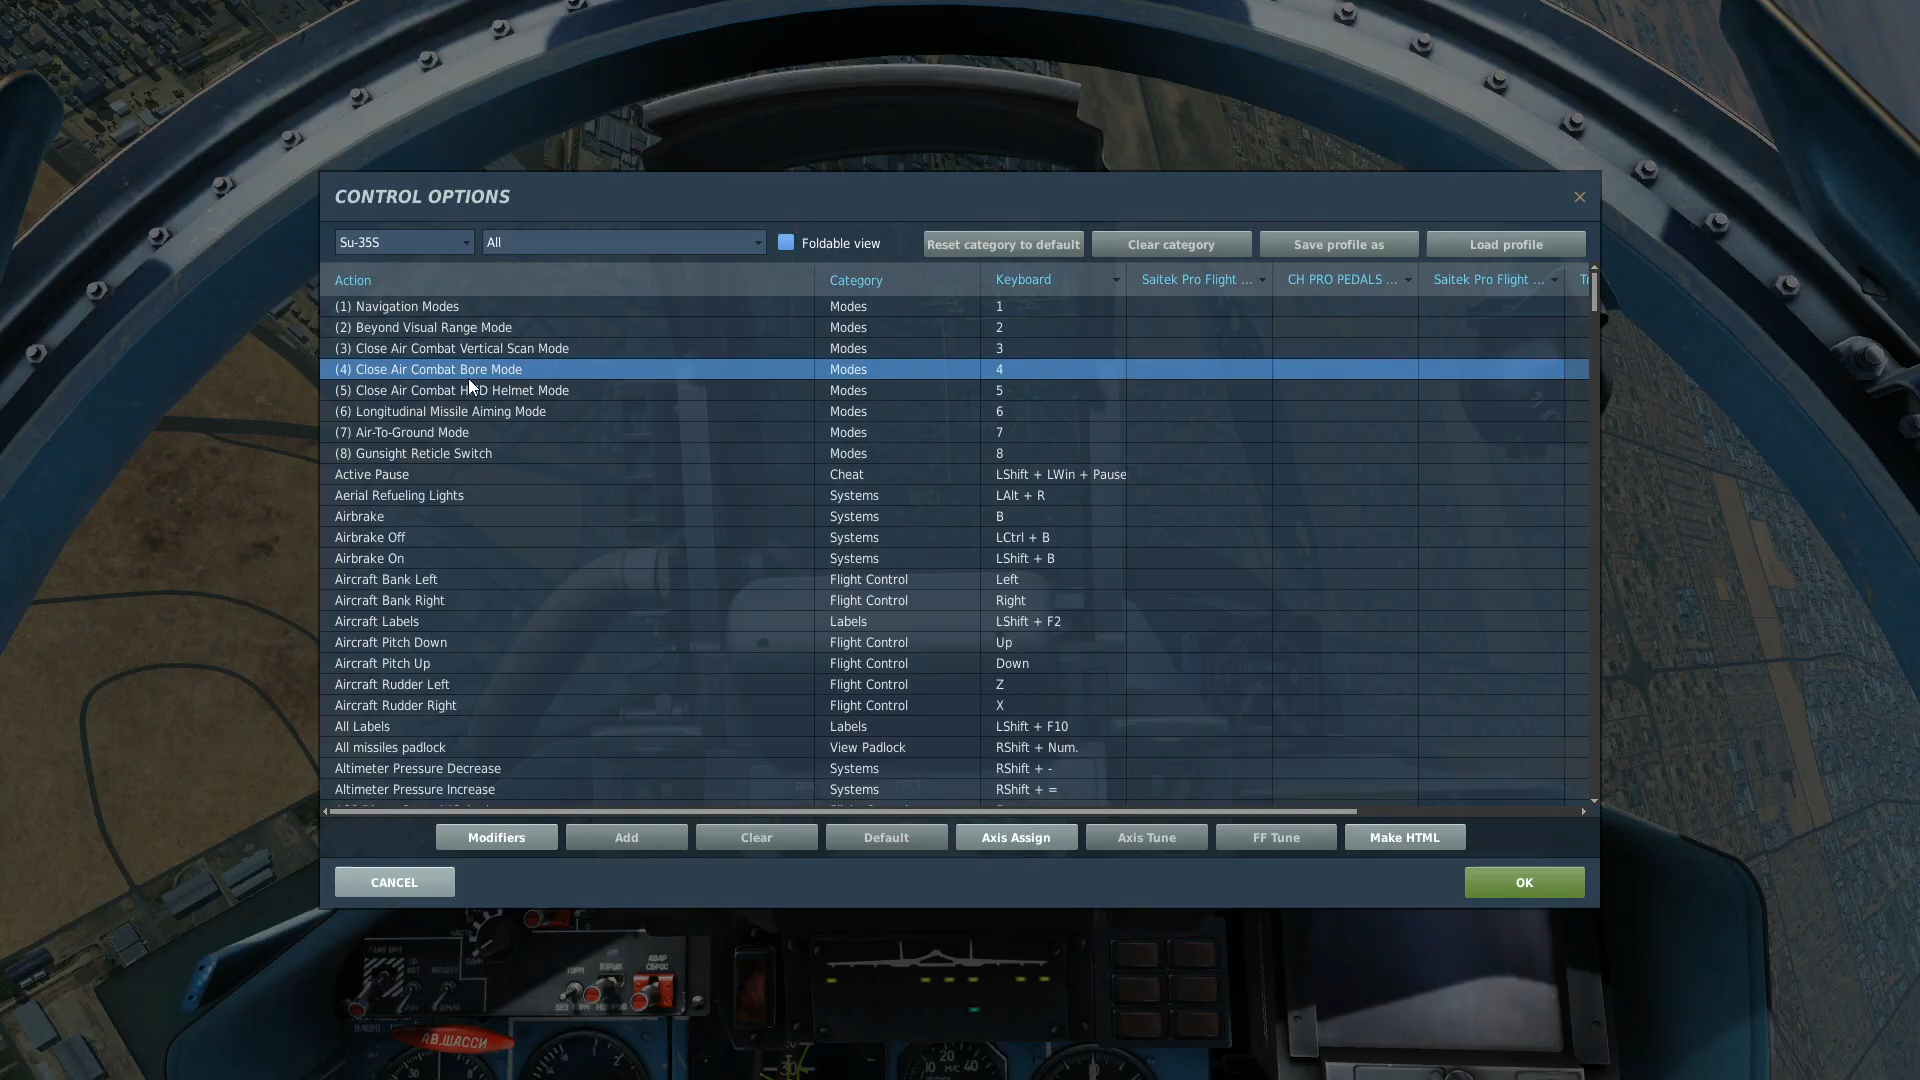 CONTROL OPTIONS
Su-35S All Foldable view Reset category to default Clear category Save profile as Load profile
Action Category Keyboard Saitek Pro Flight ... CH PRO PEDALS ... Saitek Pro Flight ...
(1) Navigation Modes Modes 1
(2) Beyond Visual Range Mode Modes 2
(3) Close Air Combat Vertical Scan Mode Modes 3
(4) Close Air Combat Bore Mode Modes 4
(5) Close Air Combat Helmet Mode Modes 5
(6) Longitudinal Missile Aiming Mode Modes 6
(7) Air-To-Ground Mode Modes 7
(8) Gunsight Reticle Switch Modes 8
Active Pause Cheat LShift + LWin + Pause
Aerial Refueling Lights Systems LAlt + R
Airbrake Systems B
Airbrake Off Systems LCtrl + B
Airbrake On Systems LShift + B
Aircraft Bank Left Flight Control Left
Aircraft Bank Right Flight Control Right
Aircraft Labels Labels LShift + F2
Aircraft Pitch Down Flight Control Up
Aircraft Pitch Up Flight Control Down
Aircraft Rudder Left Flight Control Z
Aircraft Rudder Right Flight Control X
All Labels Labels LShift + F10
All missiles padlock View Padlock RShift + Num.
Altimeter Pressure Decrease Systems RShift + -
Altimeter Pressure Increase Systems RShift + =
Modifiers Add Clear Default Axis Assign Axis Tune FF Tune Make HTML
CANCEL OK
АВ.ШАССИ
20
10 М/С 40